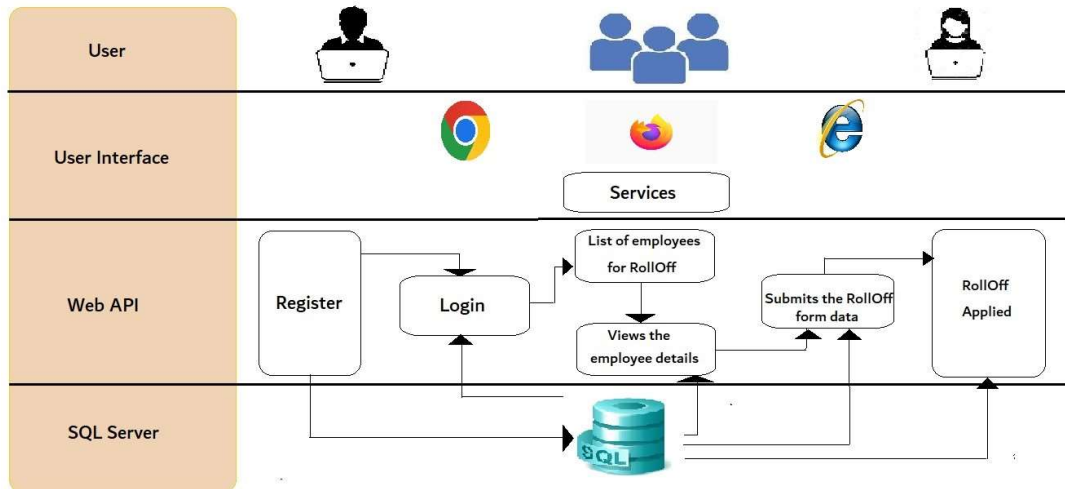 User
User Interface
Services
Web API
Register
Login
List of employees
for RollOff
Views the
employee details
Submits the RollOff
form data
RollOff
Applied
SQL Server
SQL